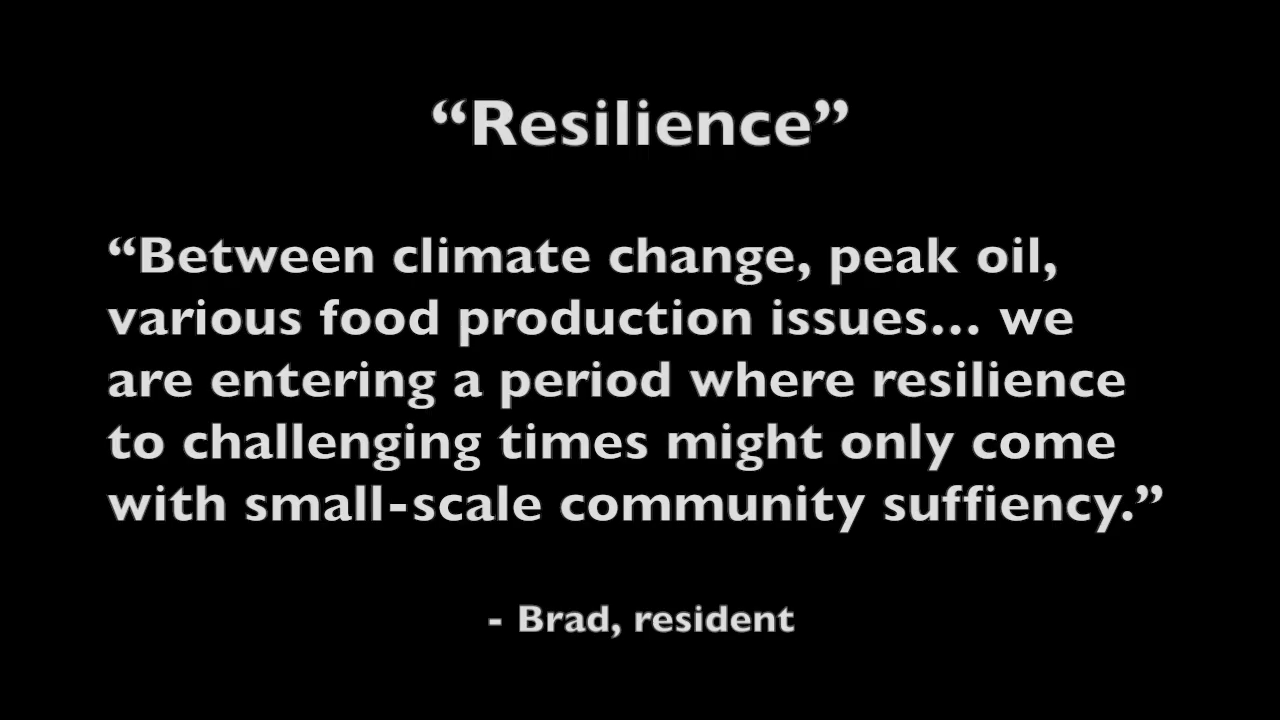 “Resilience”
“Between climate change, peak oil,
various food production issues… we
are entering a period where resilience
to challenging times might only come
with small-scale community suffiency.”
- Brad, resident